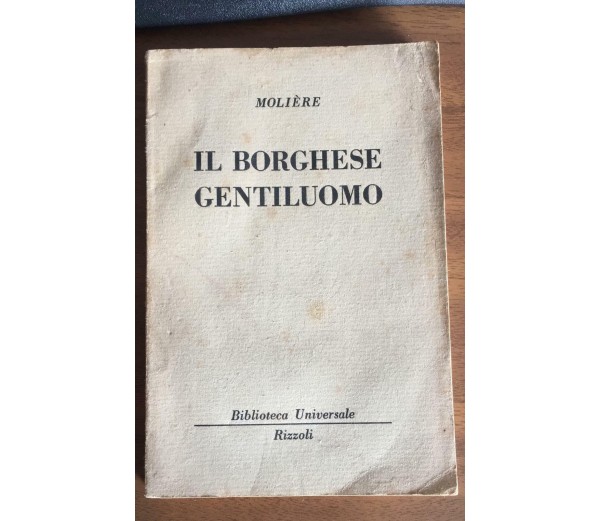 MOLIÈRE
IL BORGHESE
GENTILUOMO
Biblioteca Universale
Rizzoli